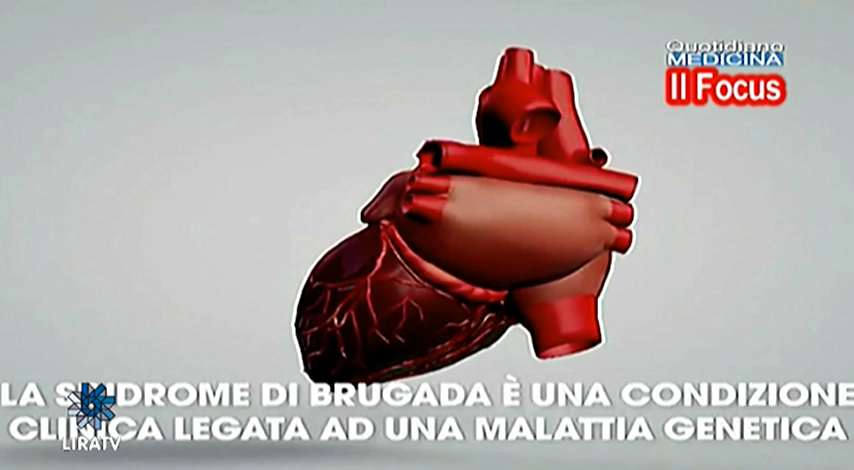 Quotidiano
MEDICINA
Il Focus
LA SINDROME DI BRUGADA È UNA CONDIZIONE
CLINICA LEGATA AD UNA MALATTIA GENETICA
LIRATV